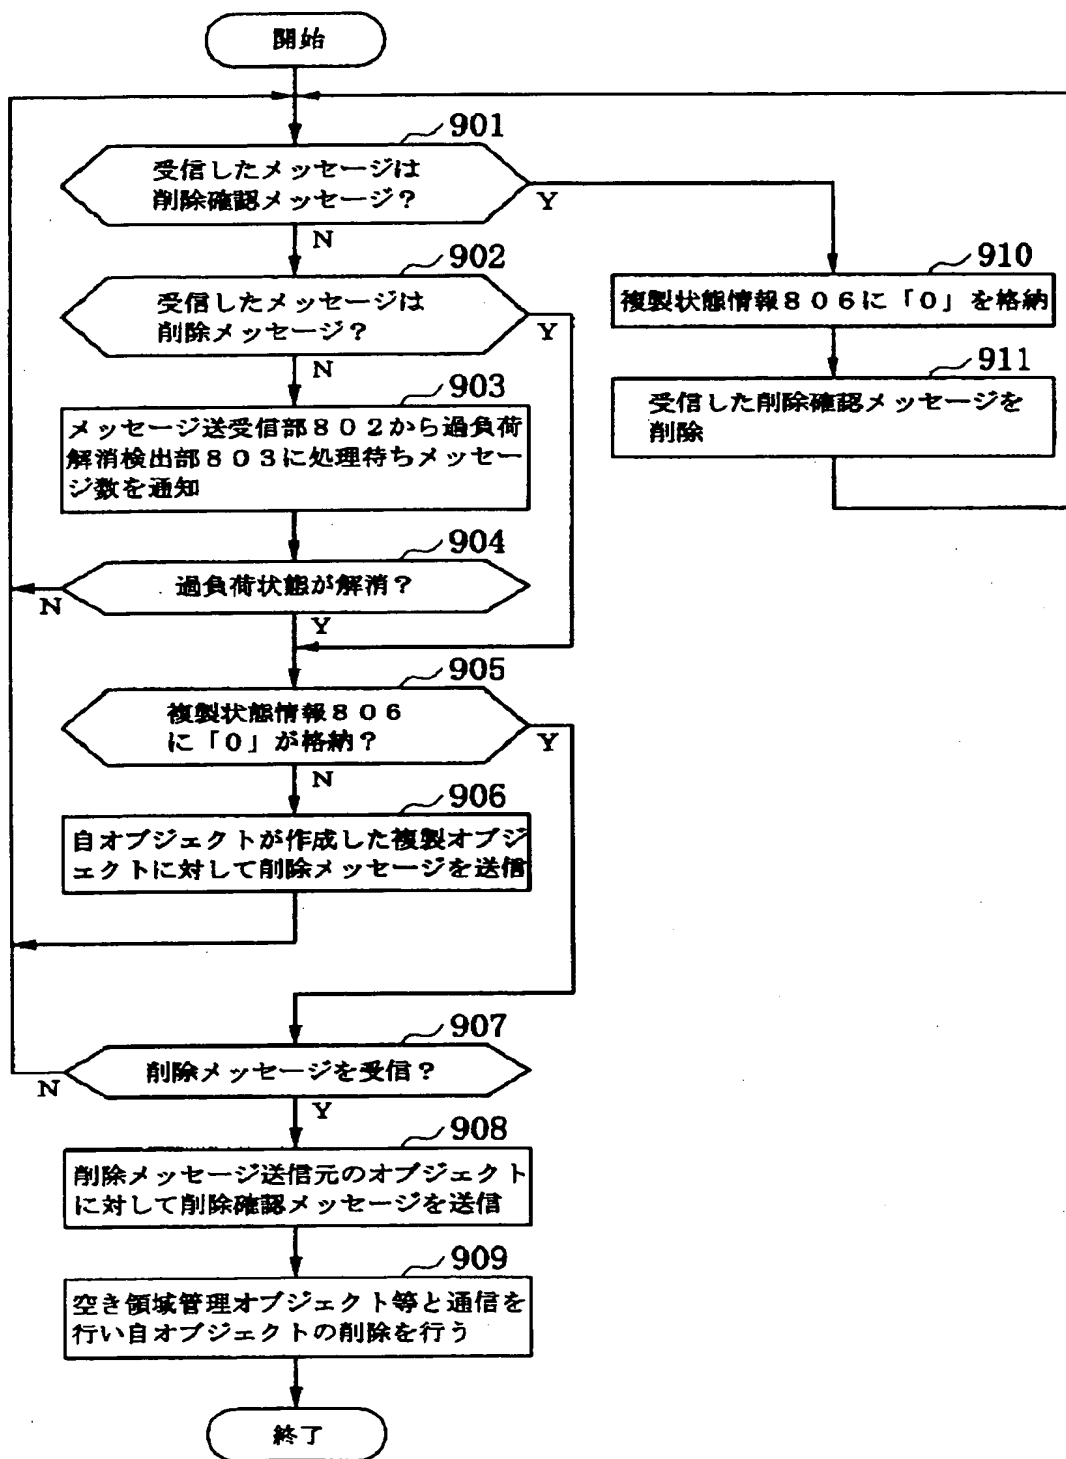 開始
901
受信したメッセージは
削除確認メッセージ？
Y
N
902
受信したメッセージは
削除メッセージ？
Y
N
903
メッセージ送受信部８０２から過負荷
解消検出部８０３に処理待ちメッセー
ジ数を通知
904
過負荷状態が解消？
N
Y
905
複製状態情報８０６
に「０」が格納？
Y
N
906
自オブジェクトが作成した複製オブジ
ェクトに対して削除メッセージを送信
907
削除メッセージを受信？
N
Y
908
削除メッセージ送信元のオブジェクト
に対して削除確認メッセージを送信
909
空き領域管理オブジェクト等と通信を
行い自オブジェクトの削除を行う
終了
910
複製状態情報８０６に「０」を格納
911
受信した削除確認メッセージを
削除